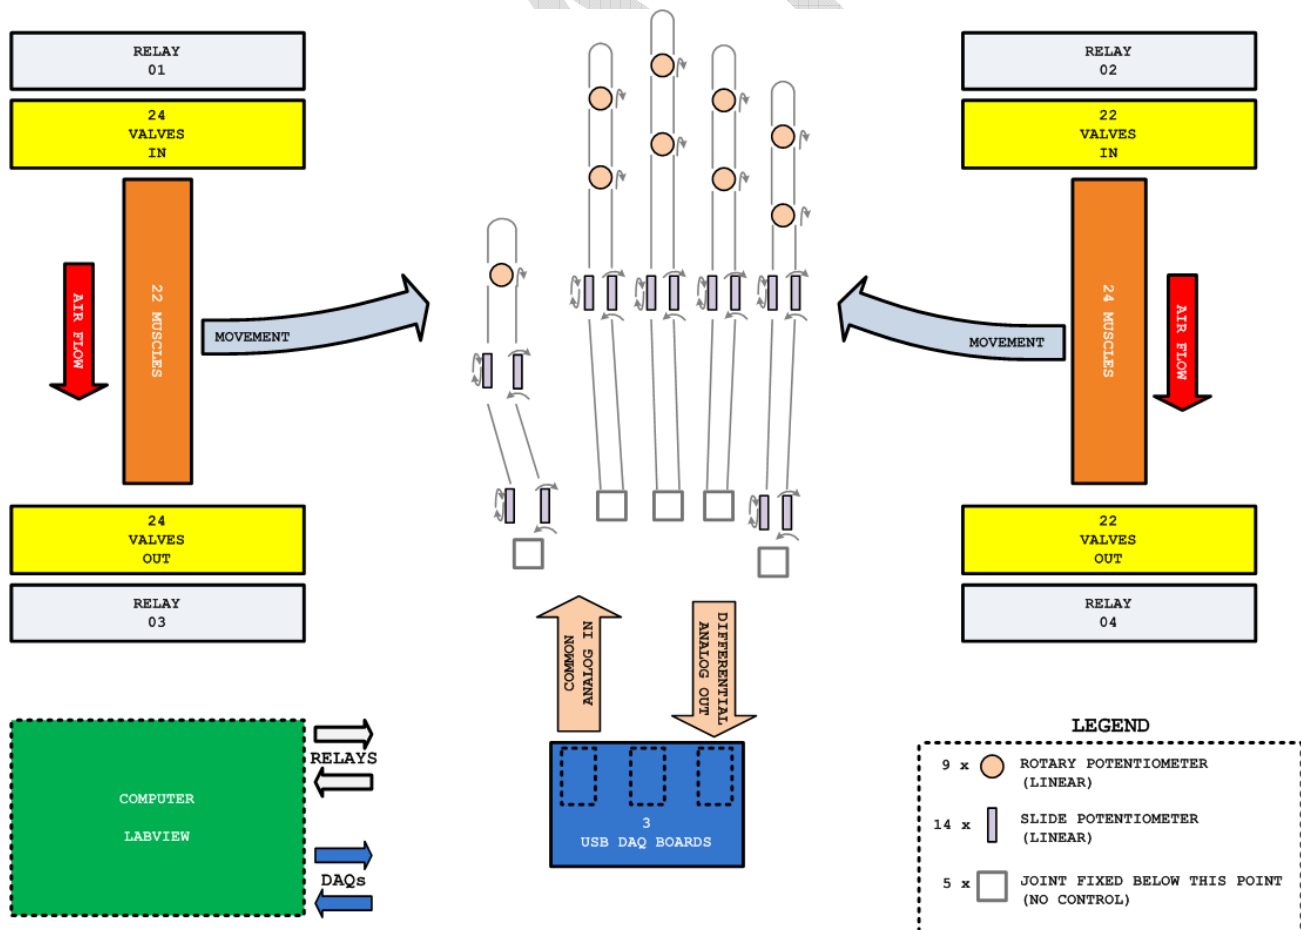 RELAY
01
24
VALVES
IN
22 MUSCLES
AIR FLOW
MOVEMENT
24
VALVES
OUT
RELAY
03
RELAY
02
22
VALVES
IN
24 MUSCLES
AIR FLOW
MOVEMENT
22
VALVES
OUT
RELAY
04
COMMON
ANALOG IN
DIFFERENTIAL
ANALOG OUT
3
USB DAQ BOARDS
COMPUTER
LABVIEW
RELAYS
DAQs
LEGEND
9 x ROTARY POTENTIOMETER
(LINEAR)
14 x SLIDE POTENTIOMETER
(LINEAR)
5 x JOINT FIXED BELOW THIS POINT
(NO CONTROL)